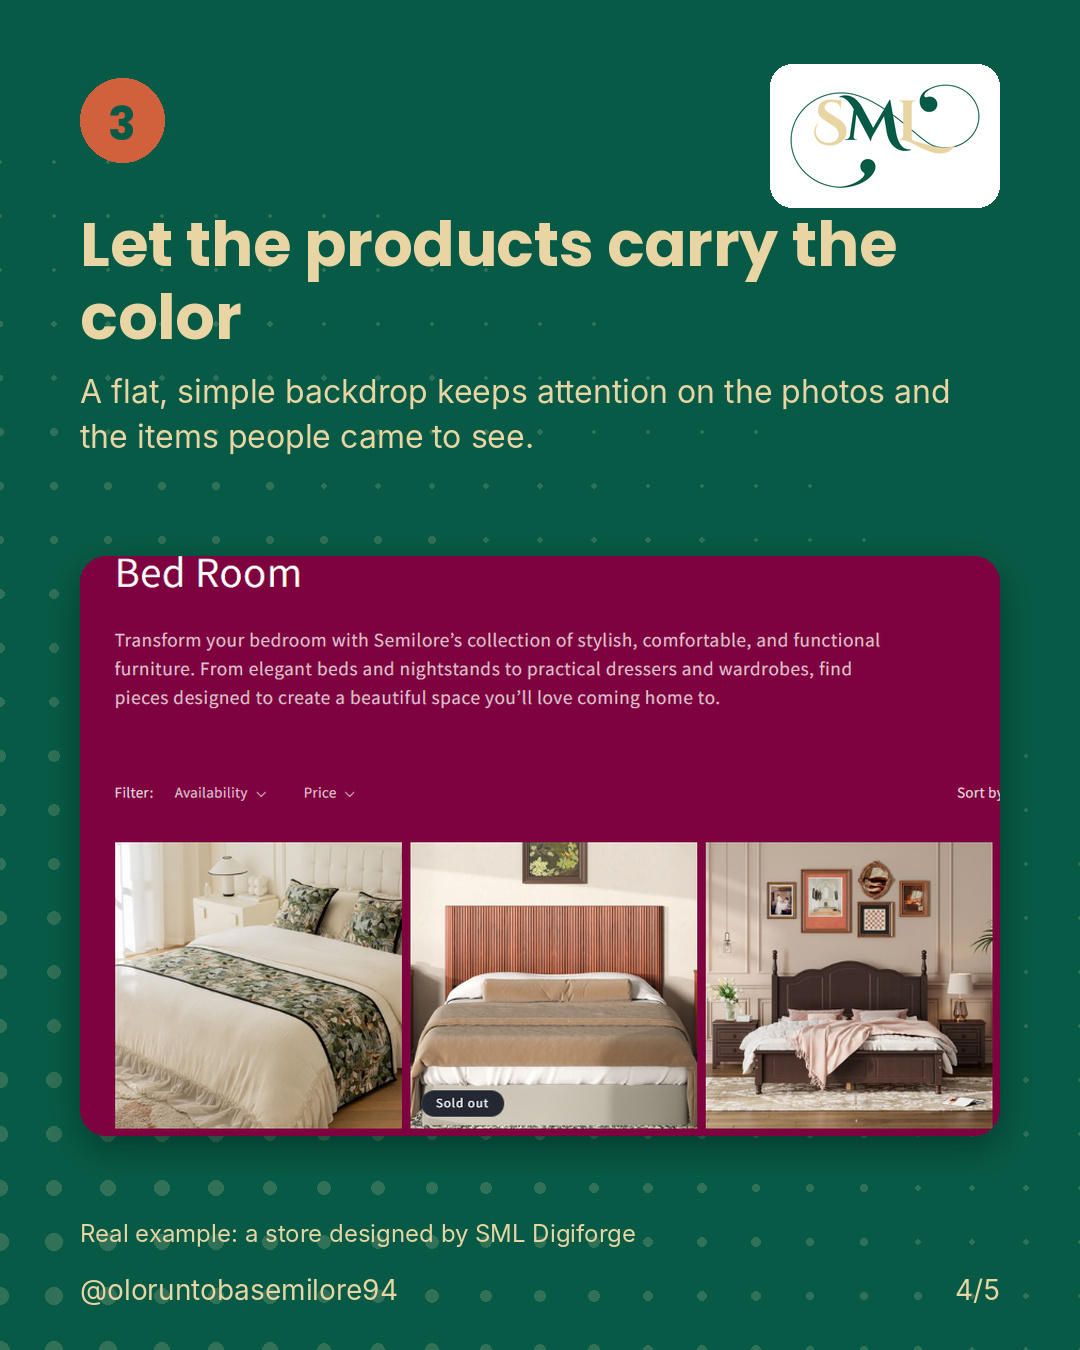 3
SML
Let the products carry the
color
A flat, simple backdrop keeps attention on the photos and
the items people came to see.
Bed Room
Transform your bedroom with Semilore’s collection of stylish, comfortable, and functional
furniture. From elegant beds and nightstands to practical dressers and wardrobes, find
pieces designed to create a beautiful space you’ll love coming home to.
Filter: Availability Price Sort by
Sold out
Real example: a store designed by SML Digiforge
@oloruntobasemilore94 4/5